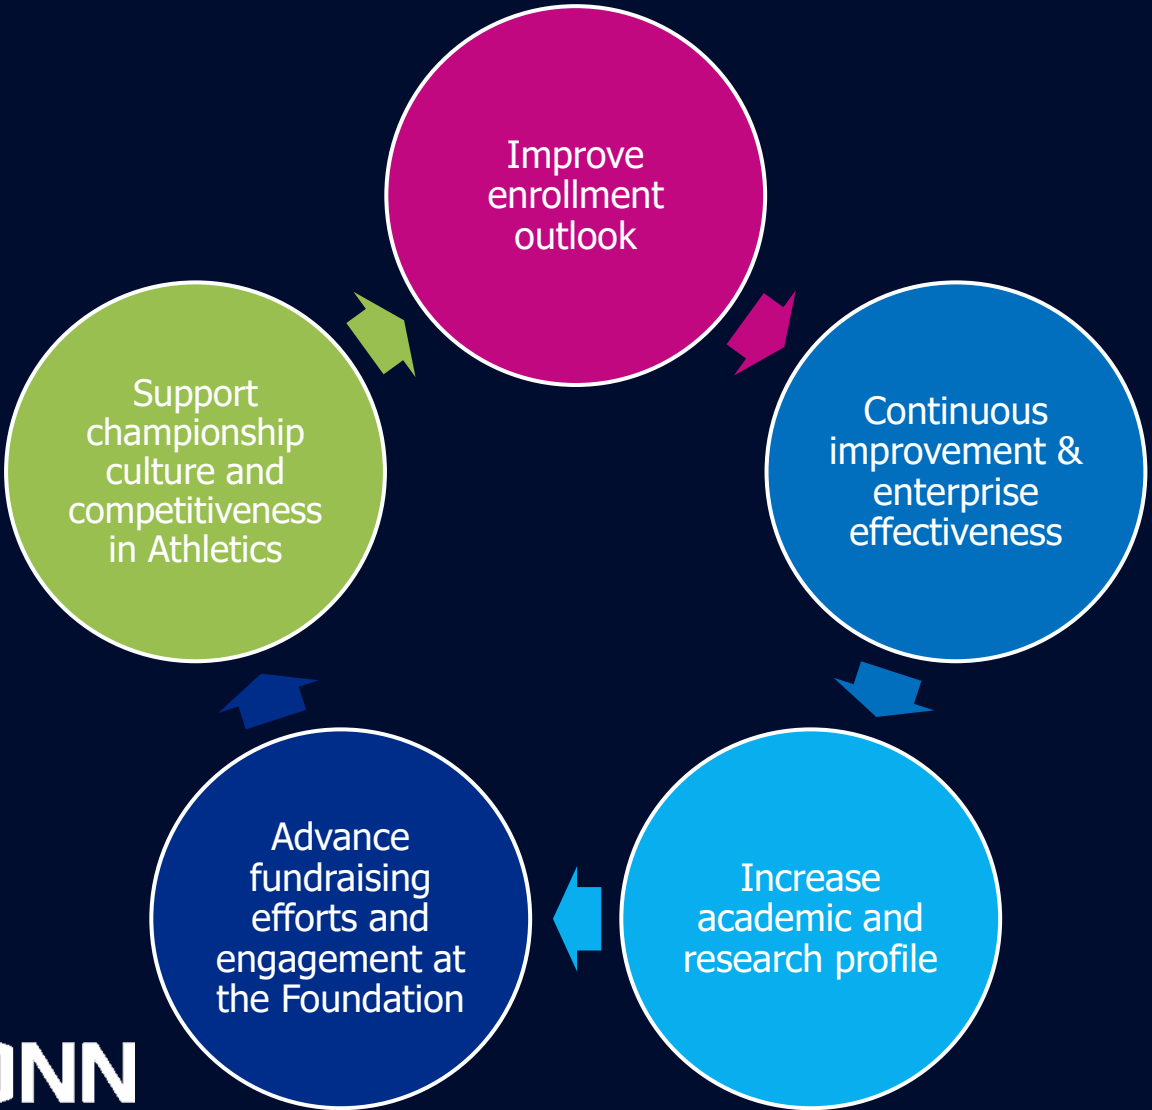 Improve
enrollment
outlook
Continuous
improvement &
enterprise
effectiveness
Increase
academic and
research profile
Advance
fundraising
efforts and
engagement at
the Foundation
Support
championship
culture and
competitiveness
in Athletics